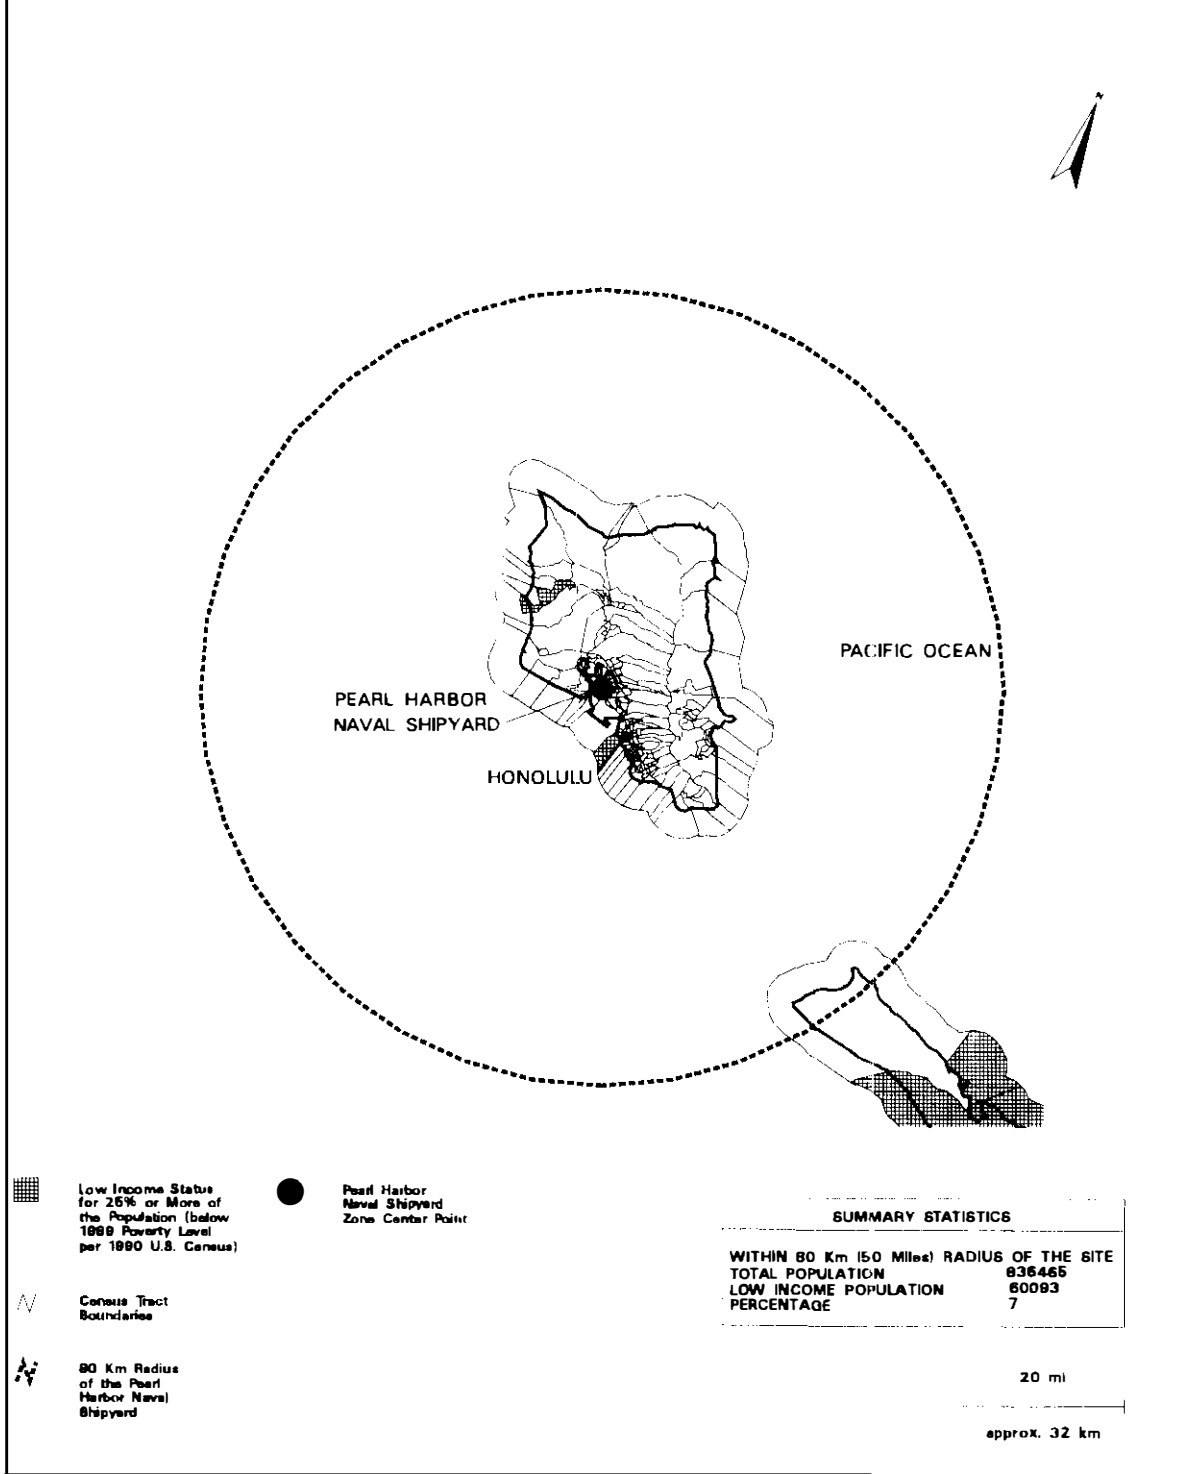 N
PACIFIC OCEAN
PEARL HARBOR
NAVAL SHIPYARD
HONOLULU
Low Income Status
for 25% or More of
the Population (below
1989 Poverty Level
per 1990 U.S. Census)
Pearl Harbor
Naval Shipyard
Zone Center Point
Census Tract
Boundaries
80 Km Radius
of the Pearl
Harbor Naval
Shipyard
SUMMARY STATISTICS
WITHIN 80 Km (50 Miles) RADIUS OF THE SITE
TOTAL POPULATION 836465
LOW INCOME POPULATION 60093
PERCENTAGE 7
20 mi
approx. 32 km